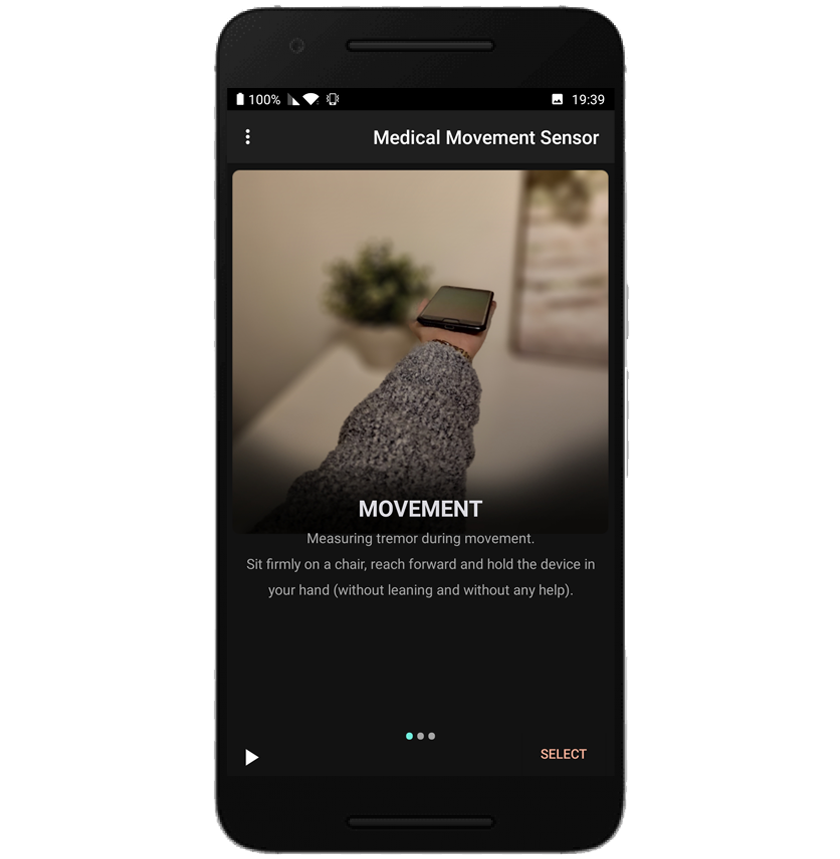 100%
19:39
Medical Movement Sensor
MOVEMENT
Measuring tremor during movement.
Sit firmly on a chair, reach forward and hold the device in
your hand (without leaning and without any help).
SELECT